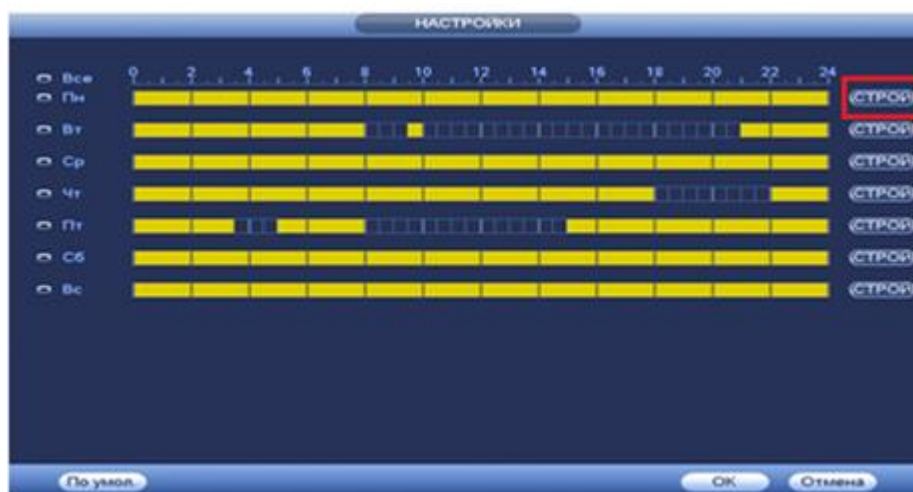 НАСТРОЙКИ
0 2 4 6 8 10 12 14 16 18 20 22 24
Все
Пн СТРОЙ
Вт СТРОЙ
Ср СТРОЙ
Чт СТРОЙ
Пт СТРОЙ
Сб СТРОЙ
Вс СТРОЙ
По умол. ОК Отмена